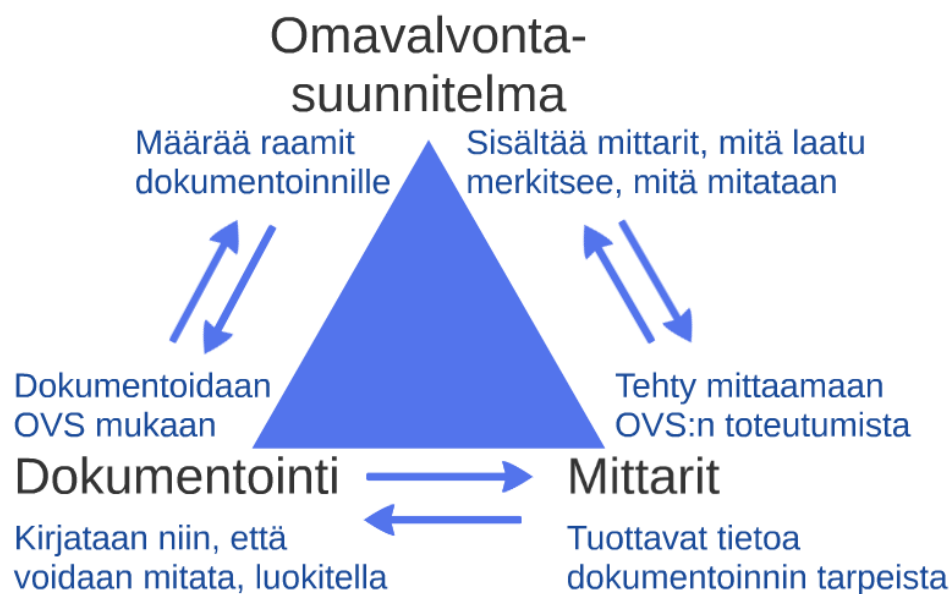 Omavalvonta-
suunnitelma
Määrää raamit
dokumentoinnille
Sisältää mittarit, mitä laatu
merkitsee, mitä mitataan
Dokumentoidaan
OVS mukaan
Tehty mittaamaan
OVS:n toteutumista
Dokumentointi
Mittarit
Kirjataan niin, että
voidaan mitata, luokitella
Tuottavat tietoa
dokumentoinnin tarpeista